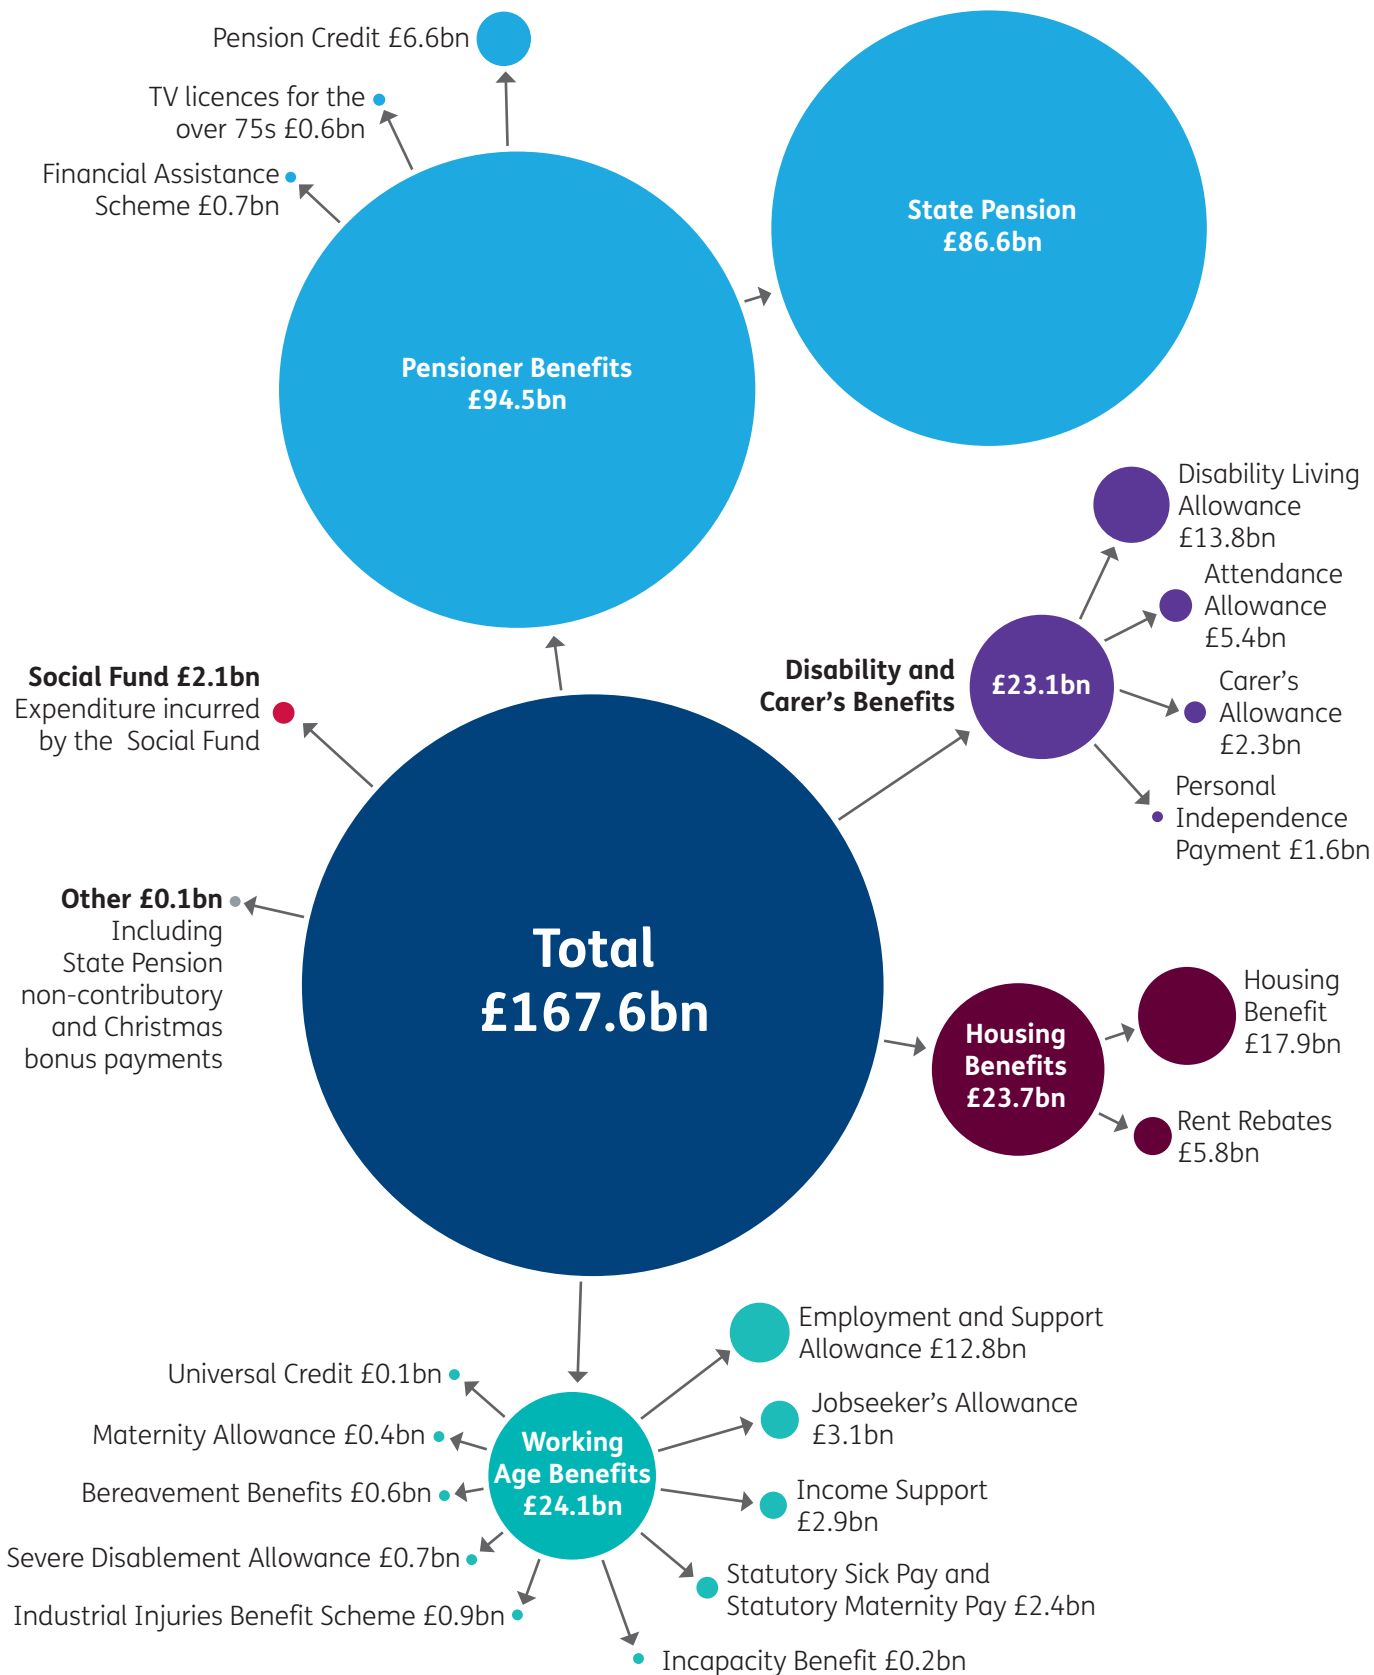 Pension Credit £6.6bn
TV licences for the
over 75s £0.6bn
Financial Assistance
Scheme £0.7bn
State Pension
£86.6bn
Pensioner Benefits
£94.5bn
Disability Living
Allowance
£13.8bn
Attendance
Allowance
£5.4bn
Disability and
Carer’s Benefits
£23.1bn
Carer’s
Allowance
£2.3bn
Personal
Independence
Payment £1.6bn
Social Fund £2.1bn
Expenditure incurred
by the Social Fund
Other £0.1bn
Including
State Pension
non-contributory
and Christmas
bonus payments
Total
£167.6bn
Housing
Benefits
£23.7bn
Housing
Benefit
£17.9bn
Rent Rebates
£5.8bn
Employment and Support
Allowance £12.8bn
Universal Credit £0.1bn
Jobseeker’s Allowance
£3.1bn
Maternity Allowance £0.4bn
Working
Age Benefits
£24.1bn
Bereavement Benefits £0.6bn
Income Support
£2.9bn
Severe Disablement Allowance £0.7bn
Statutory Sick Pay and
Statutory Maternity Pay £2.4bn
Industrial Injuries Benefit Scheme £0.9bn
Incapacity Benefit £0.2bn